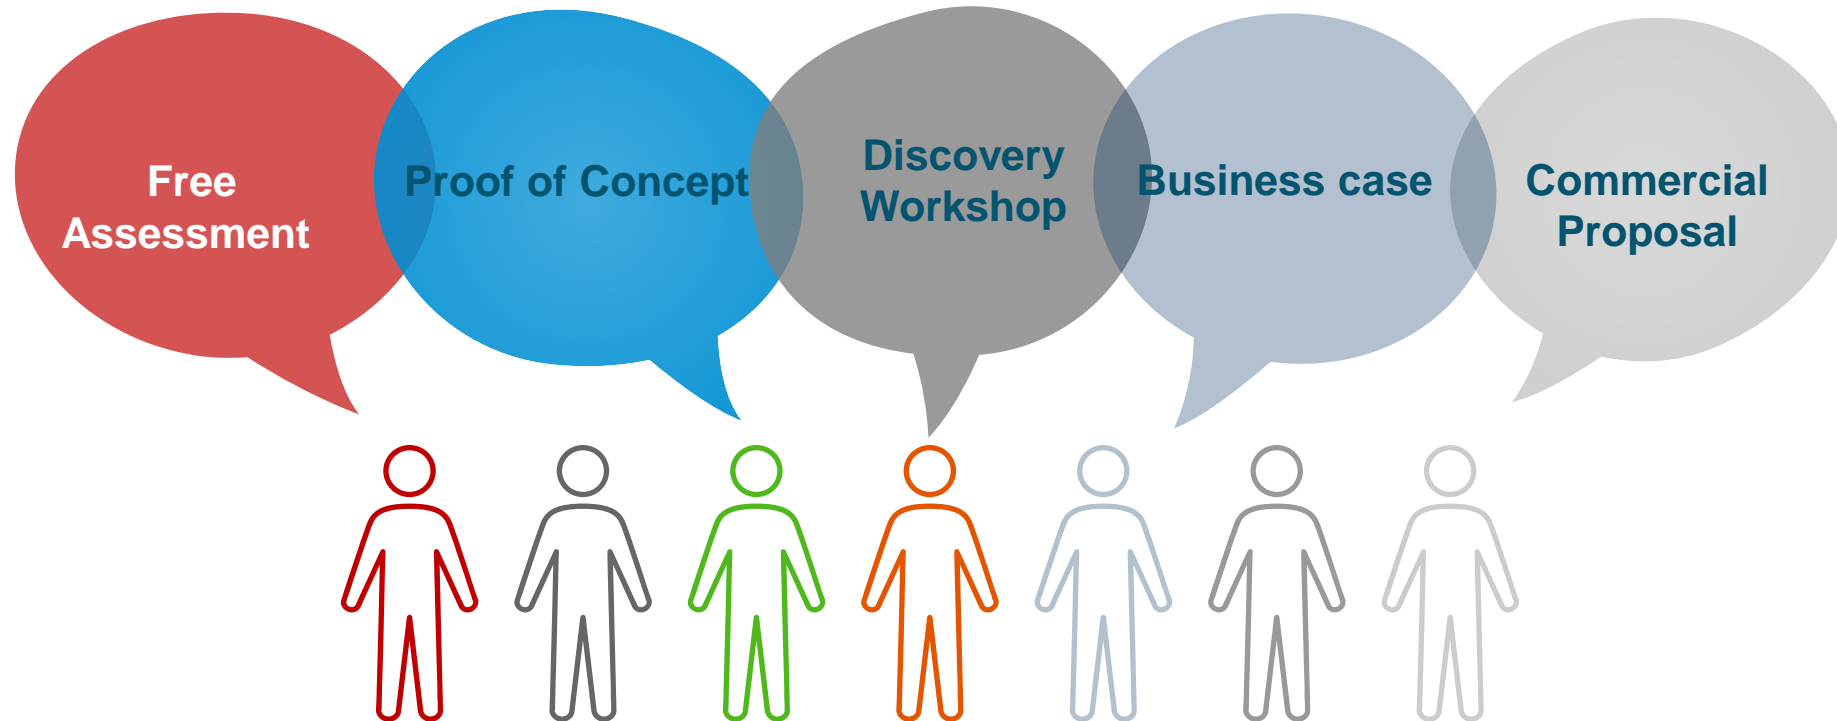 Free
Assessment
Proof of Concept
Discovery
Workshop
Business case
Commercial
Proposal